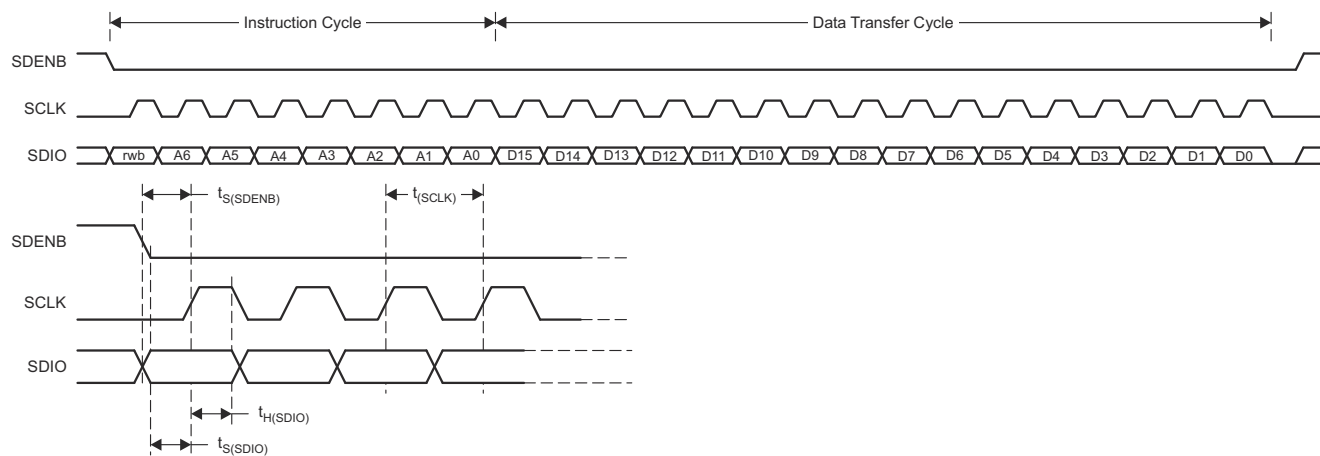 Instruction Cycle Data Transfer Cycle
SDENB
SCLK
SDIO rwb A6 A5 A4 A3 A2 A1 A0 D15 D14 D13 D12 D11 D10 D9 D8 D7 D6 D5 D4 D3 D2 D1 D0
tS(SDENB) t(SCLK)
SDENB
SCLK
SDIO
tH(SDIO)
tS(SDIO)